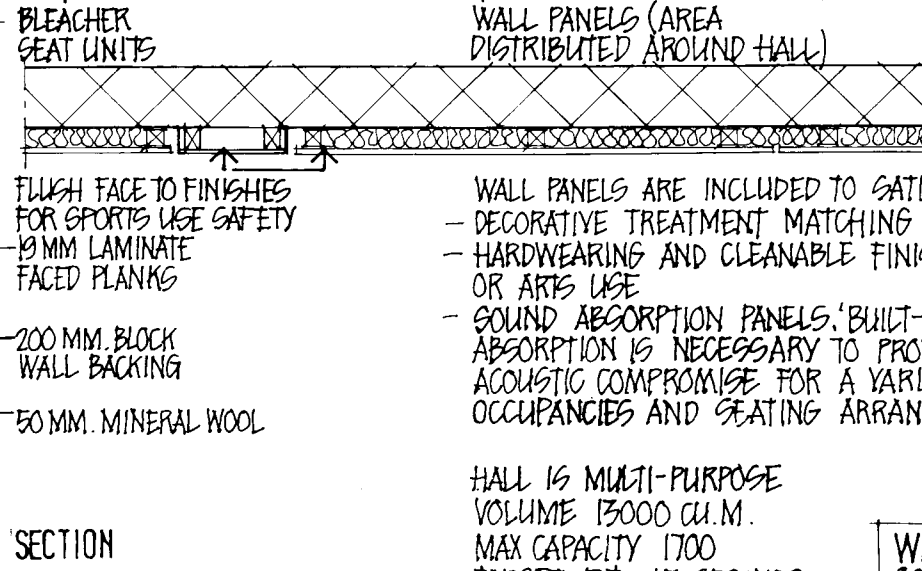 BLEACHER
SEAT UNITS
WALL PANELS (AREA
DISTRIBUTED AROUND HALL)
FLUSH FACE TO FINISHES
FOR SPORTS USE SAFETY
19 MM LAMINATE
FACED PLANKS
200 MM. BLOCK
WALL BACKING
50 MM. MINERAL WOOL
SECTION
WALL PANELS ARE INCLUDED TO
- DECORATIVE TREATMENT MATCHING
- HARDWEARING AND CLEANABLE
OR ARTS USE
- SOUND ABSORPTION PANELS. 'BUILT-
ABSORPTION IS NECESSARY TO
ACOUSTIC COMPROMISE FOR A
OCCUPANCIES AND SEATING
HALL IS MULTI-PURPOSE
VOLUME 13000 CU.M.
MAX CAPACITY 1700